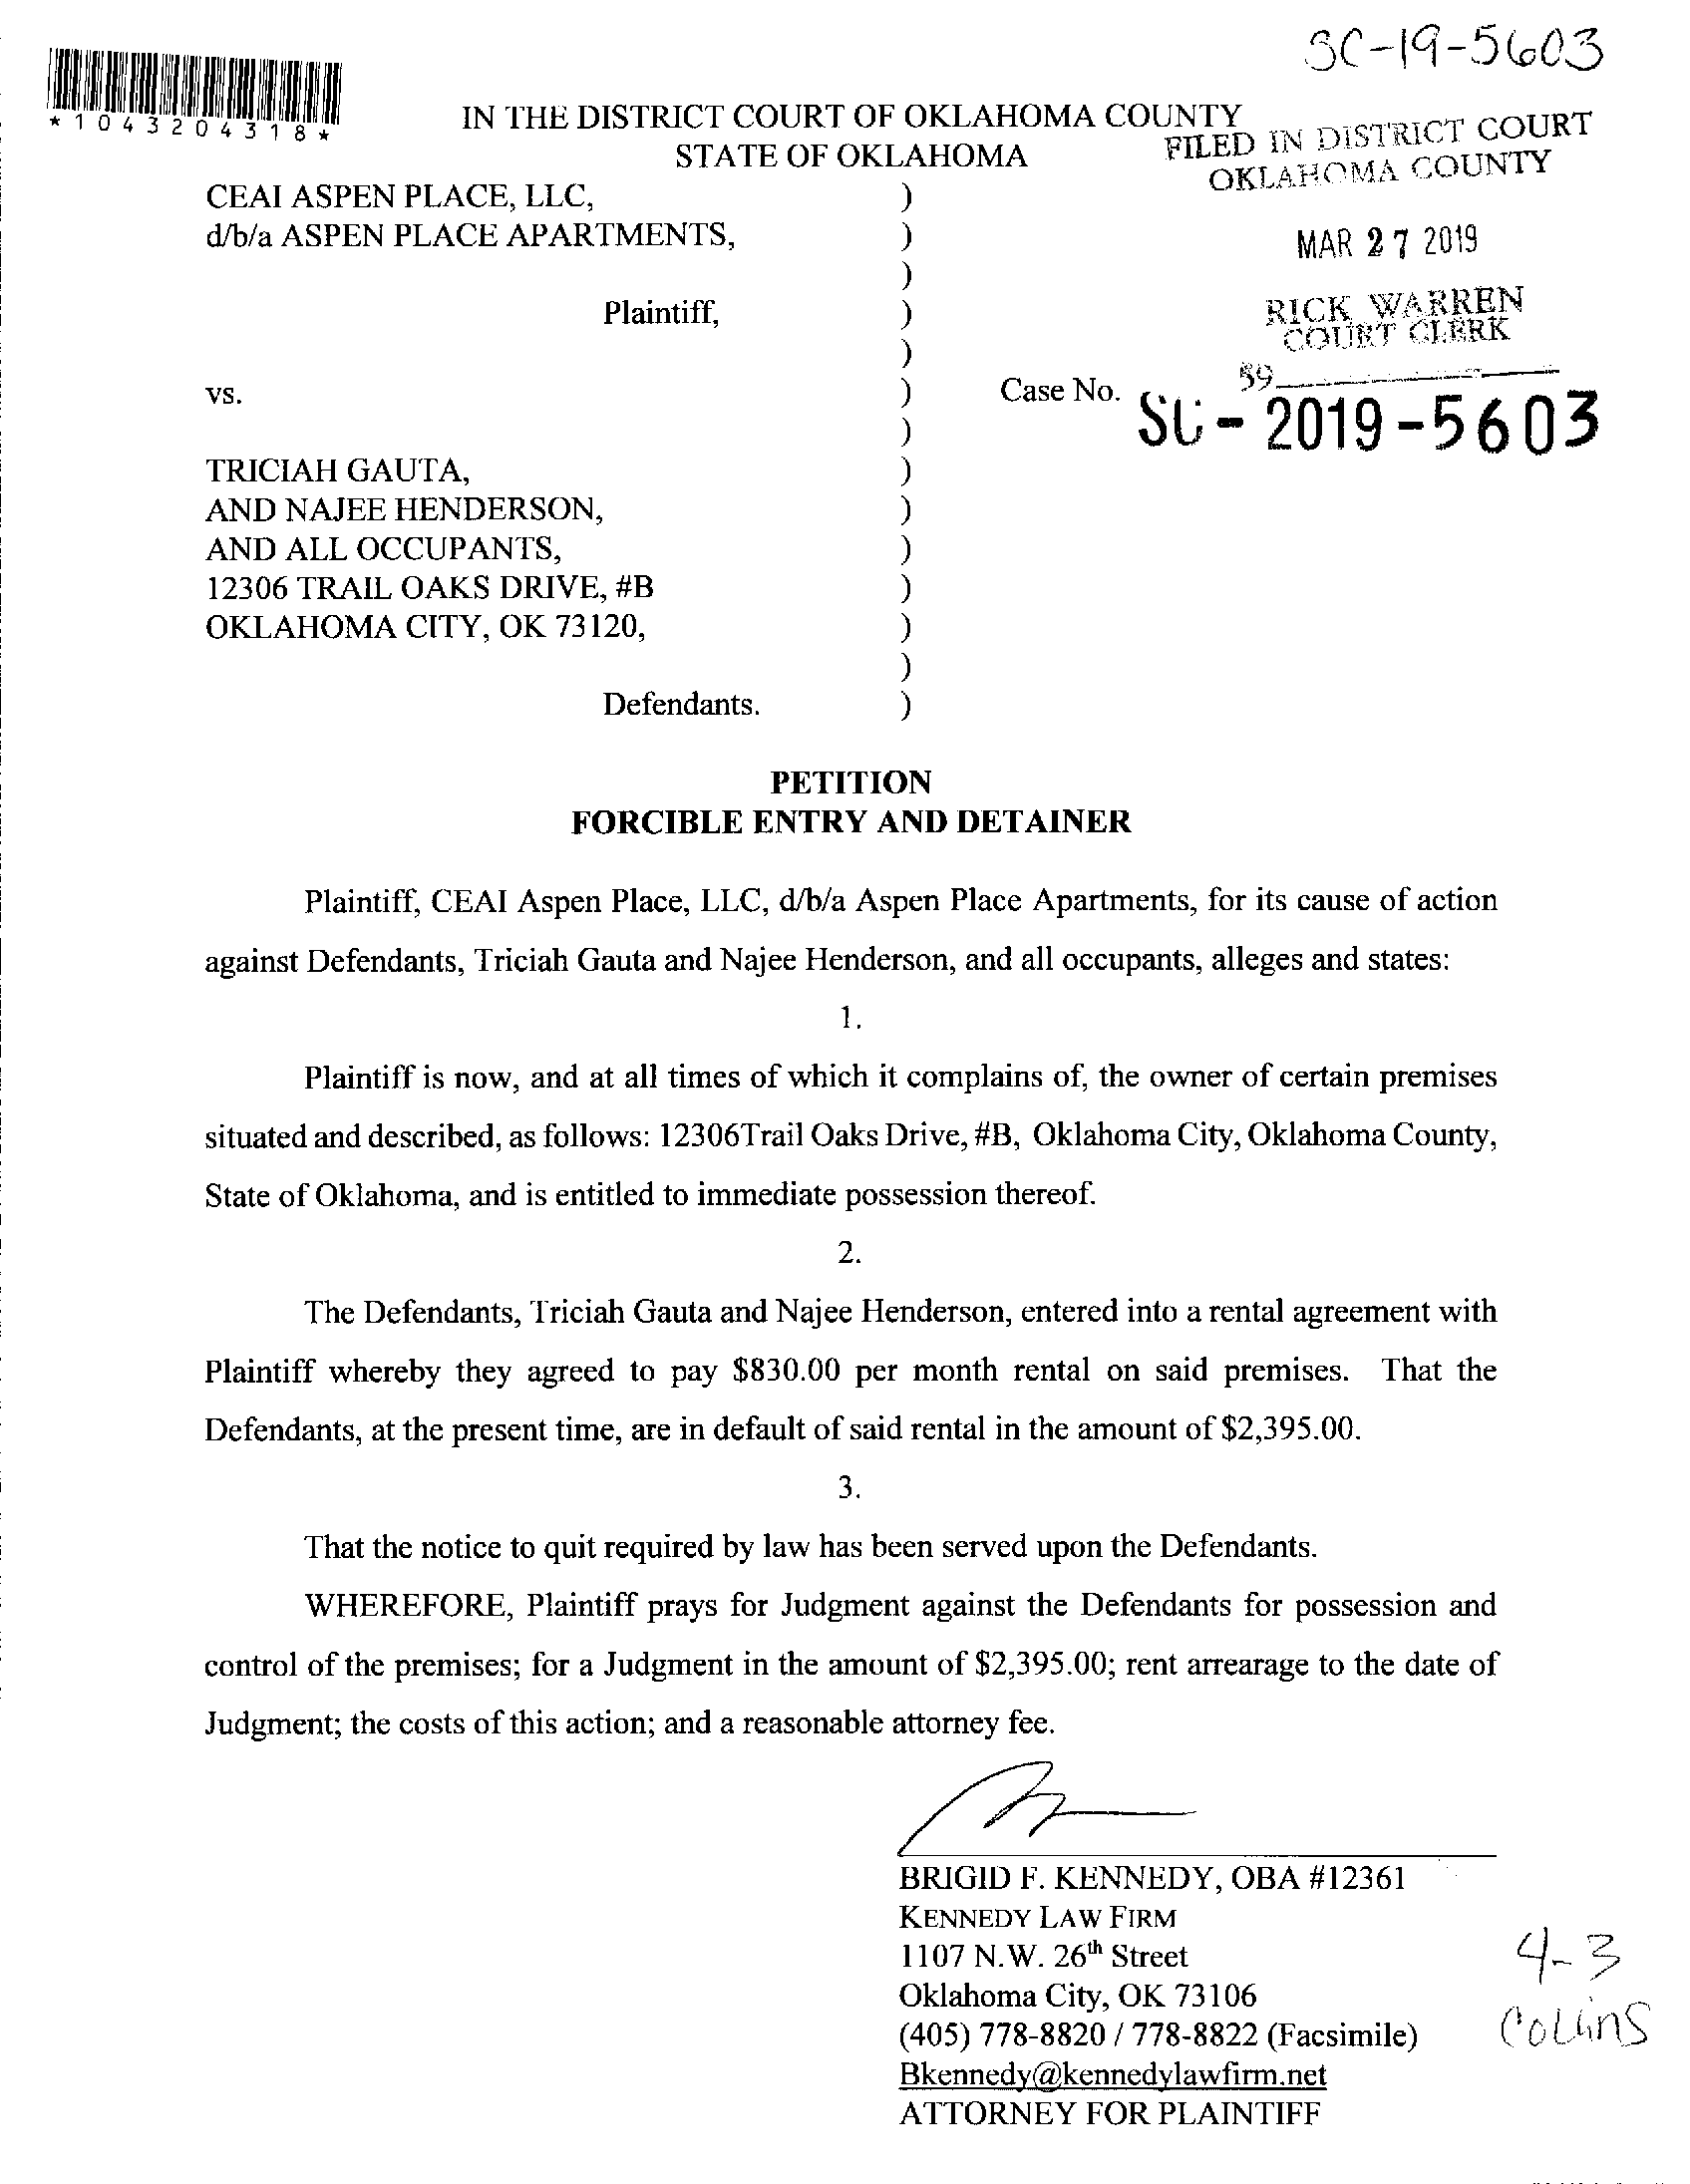 SC-19-5603
*1043204318*
IN THE DISTRICT COURT OF OKLAHOMA COUNTY
STATE OF OKLAHOMA
FILED IN DISTRICT COURT
OKLAHOMA COUNTY
MAR 27 2019
RICK WARREN
COURT CLERK
39
CEAI ASPEN PLACE, LLC, )
d/b/a ASPEN PLACE APARTMENTS, )
)
Plaintiff, )
)
vs. ) Case No. SC-2019-5603
)
TRICIAH GAUTA, )
AND NAJEE HENDERSON, )
AND ALL OCCUPANTS, )
12306 TRAIL OAKS DRIVE, #B )
OKLAHOMA CITY, OK 73120, )
)
Defendants. )
PETITION
FORCIBLE ENTRY AND DETAINER
Plaintiff, CEAI Aspen Place, LLC, d/b/a Aspen Place Apartments, for its cause of action
against Defendants, Triciah Gauta and Najee Henderson, and all occupants, alleges and states:
1.
Plaintiff is now, and at all times of which it complains of, the owner of certain premises
situated and described, as follows: 12306Trail Oaks Drive, #B, Oklahoma City, Oklahoma County,
State of Oklahoma, and is entitled to immediate possession thereof.
2.
The Defendants, Triciah Gauta and Najee Henderson, entered into a rental agreement with
Plaintiff whereby they agreed to pay $830.00 per month rental on said premises. That the
Defendants, at the present time, are in default of said rental in the amount of $2,395.00.
3.
That the notice to quit required by law has been served upon the Defendants.
WHEREFORE, Plaintiff prays for Judgment against the Defendants for possession and
control of the premises; for a Judgment in the amount of $2,395.00; rent arrearage to the date of
Judgment; the costs of this action; and a reasonable attorney fee.
BRIGID F. KENNEDY, OBA #12361
KENNEDY LAW FIRM
1107 N.W. 26th Street
Oklahoma City, OK 73106
(405) 778-8820 / 778-8822 (Facsimile)
Bkennedy@kennedylawfirm.net
ATTORNEY FOR PLAINTIFF
4-3
Collins